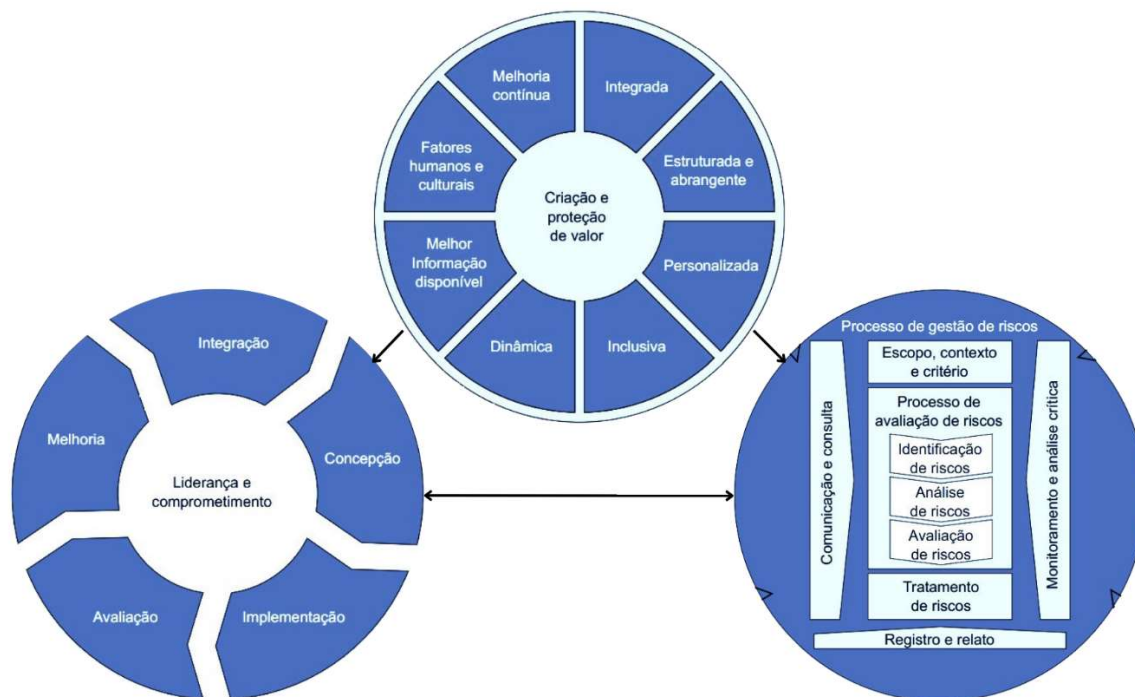 Melhoria
contínua
Integrada
Fatores
humanos e
culturais
Estruturada e
abrangente
Criação e
proteção
de valor
Melhor
Informação
disponível
Personalizada
Dinâmica
Inclusiva
Integração
Melhoria
Concepção
Liderança e
comprometimento
Avaliação
Implementação
Processo de gestão de riscos
Escopo, contexto
e critério
Processo de
avaliação de riscos
Identificação
de riscos
Análise
de riscos
Avaliação
de riscos
Tratamento
de riscos
Comunicação e consulta
Monitoramento e análise crítica
Registro e relato